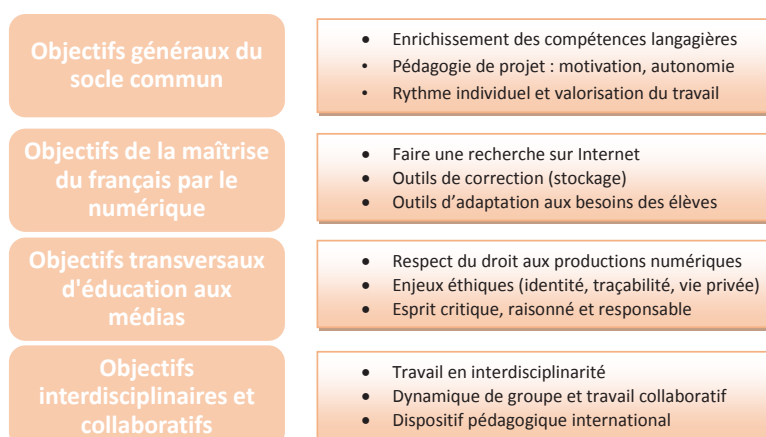 Objectifs généraux du
socle commun
• Enrichissement des compétences langagières
• Pédagogie de projet : motivation, autonomie
• Rythme individuel et valorisation du travail
Objectifs de la maîtrise
du français par le
numérique
• Faire une recherche sur Internet
• Outils de correction (stockage)
• Outils d'adaptation aux besoins des élèves
Objectifs transversaux
d'éducation aux
médias
• Respect du droit aux productions numériques
• Enjeux éthiques (identité, traçabilité, vie privée)
• Esprit critique, raisonné et responsable
Objectifs
interdisciplinaires et
collaboratifs
• Travail en interdisciplinarité
• Dynamique de groupe et travail collaboratif
• Dispositif pédagogique international